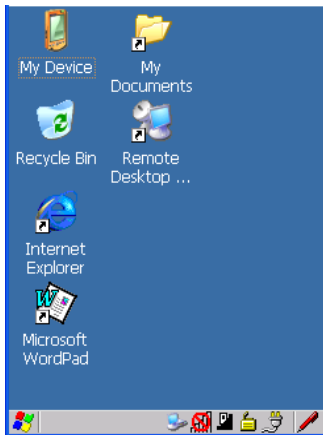 My Device
My
Documents
Recycle Bin
Remote
Desktop ...
Internet
Explorer
Microsoft
WordPad